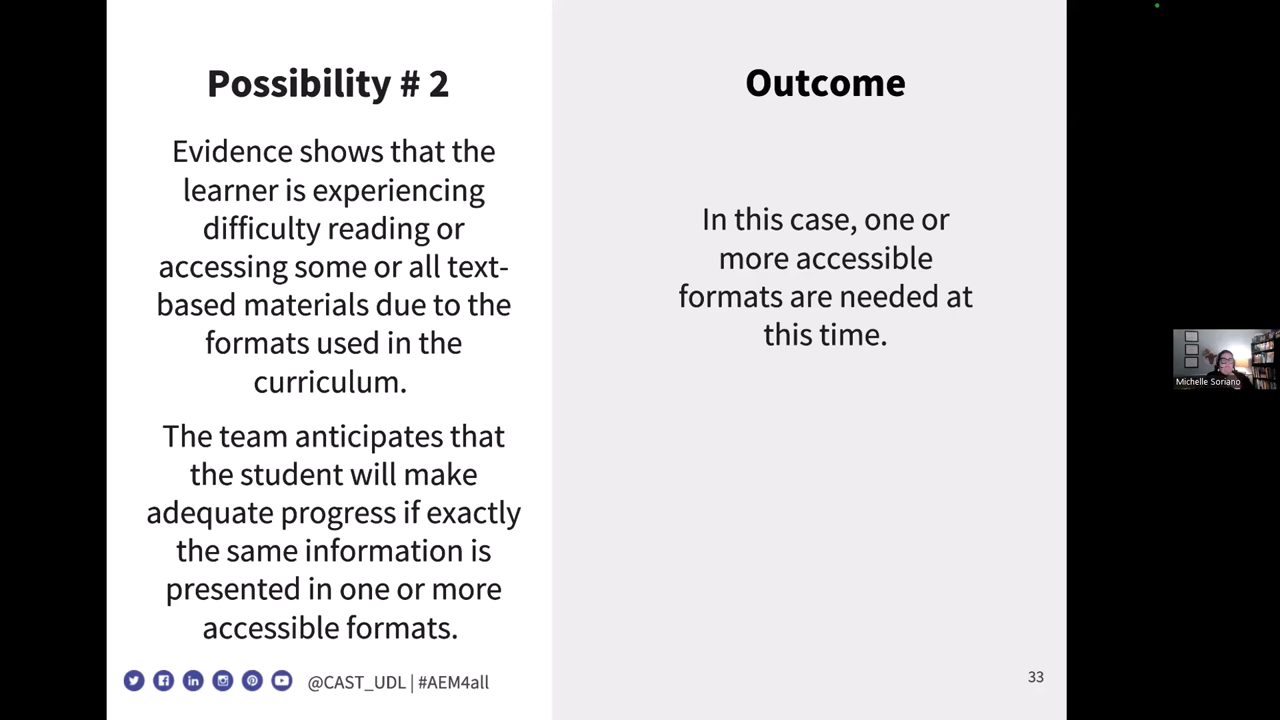 Possibility # 2
Evidence shows that the
learner is experiencing
difficulty reading or
accessing some or all text-
based materials due to the
formats used in the
curriculum.
The team anticipates that
the student will make
adequate progress if exactly
the same information is
presented in one or more
accessible formats.
@CAST_UDL | #AEM4all
Outcome
In this case, one or
more accessible
formats are needed at
this time.
33
Michelle Soriano